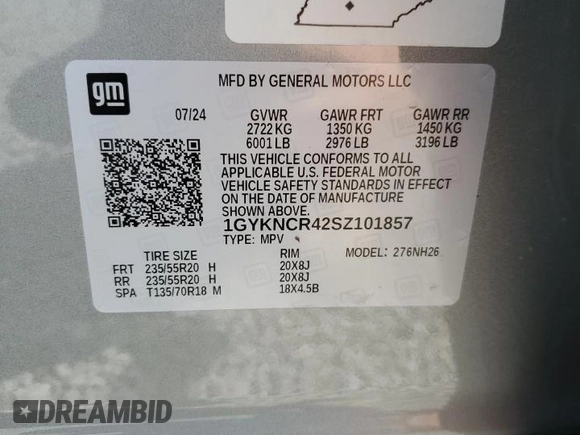 gm
MFD BY GENERAL MOTORS LLC
07/24 GVWR GAWR FRT GAWR RR
2722 KG 1350 KG 1450 KG
6001 LB 2976 LB 3196 LB
THIS VEHICLE CONFORMS TO ALL
APPLICABLE U.S. FEDERAL MOTOR
VEHICLE SAFETY STANDARDS IN EFFECT
ON THE DATE OF MANUFACTURE
SHOWN ABOVE.
1GYKNCR42SZ101857
TYPE: MPV MODEL: 276NH26
TIRE SIZE RIM
FRT 235/55R20 H 20X8J
RR 235/55R20 H 20X8J
SPA T135/70R18 M 18X4.5B
DREAMBID